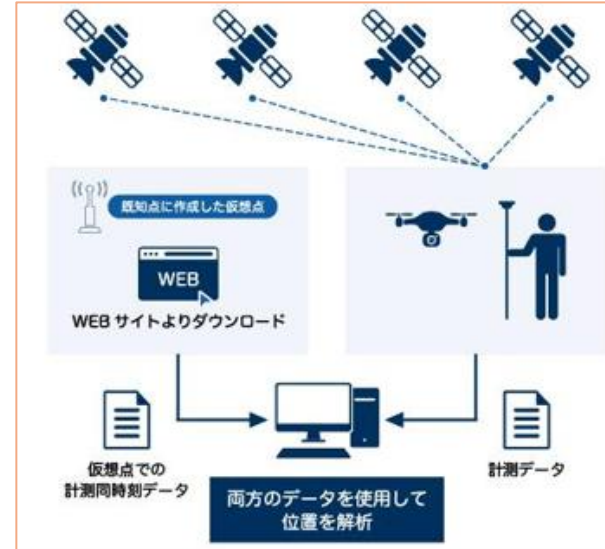 既知点に作成した仮想点
WEB
WEB サイトよりダウンロード
仮想点での
計測同時刻データ
計測データ
両方のデータを使用して
位置を解析